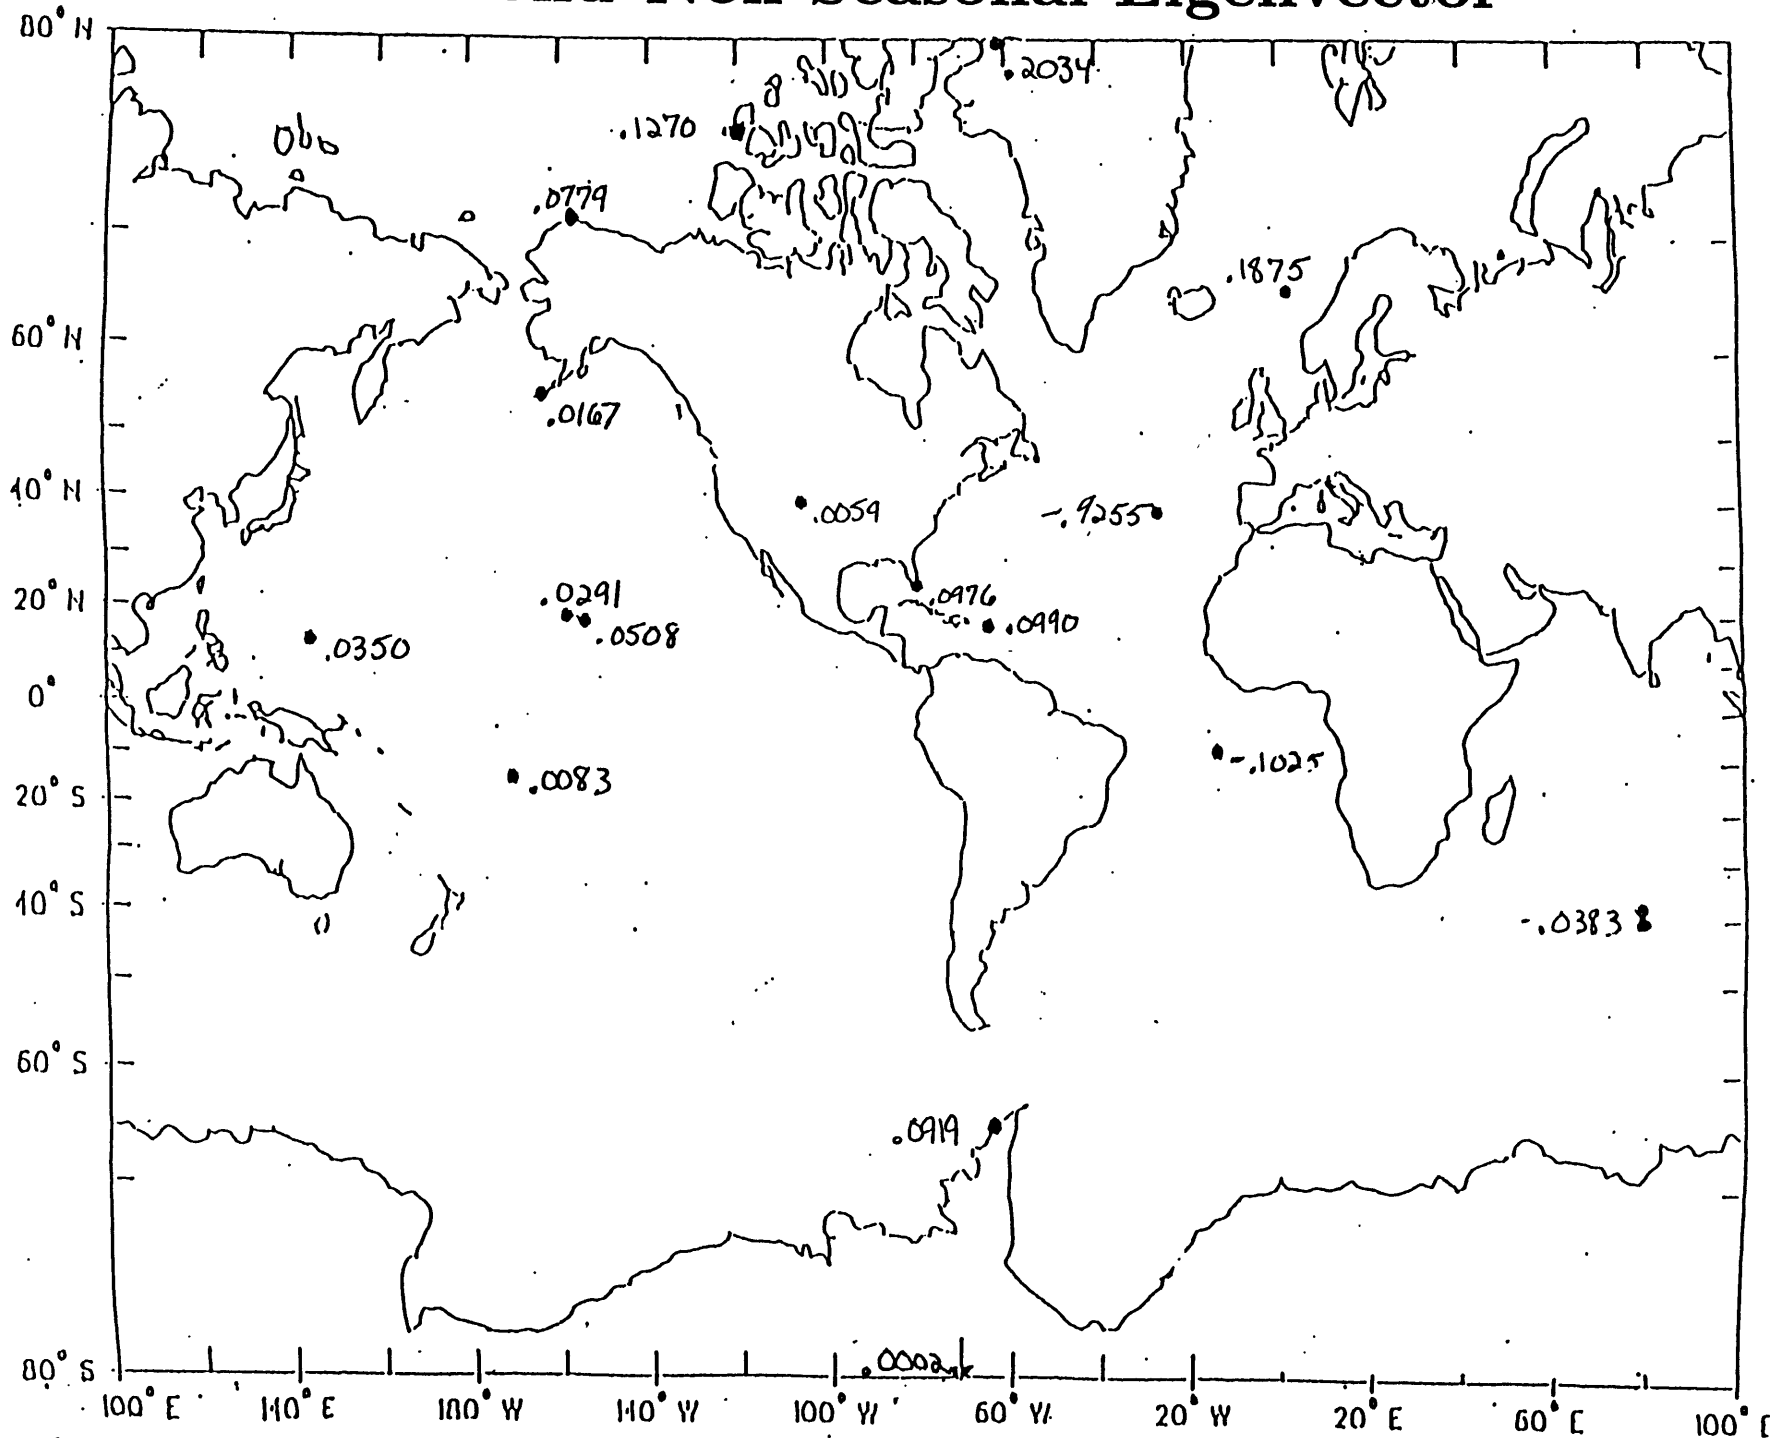 Non-Seasonal Eigenvector
80° N
.2034
.1270
.0779
.1875
60° N
.0167
40° N
.0059
-.9255
20° N
.0291
.0508
.0976
.0990
.0350
0°
-.1025
.0083
20° S
40° S
-.0383
60° S
.0919
80° S
.0002
100° E 140° E 180° W 140° W 100° W 60° W 20° W 20° E 60° E 100° E